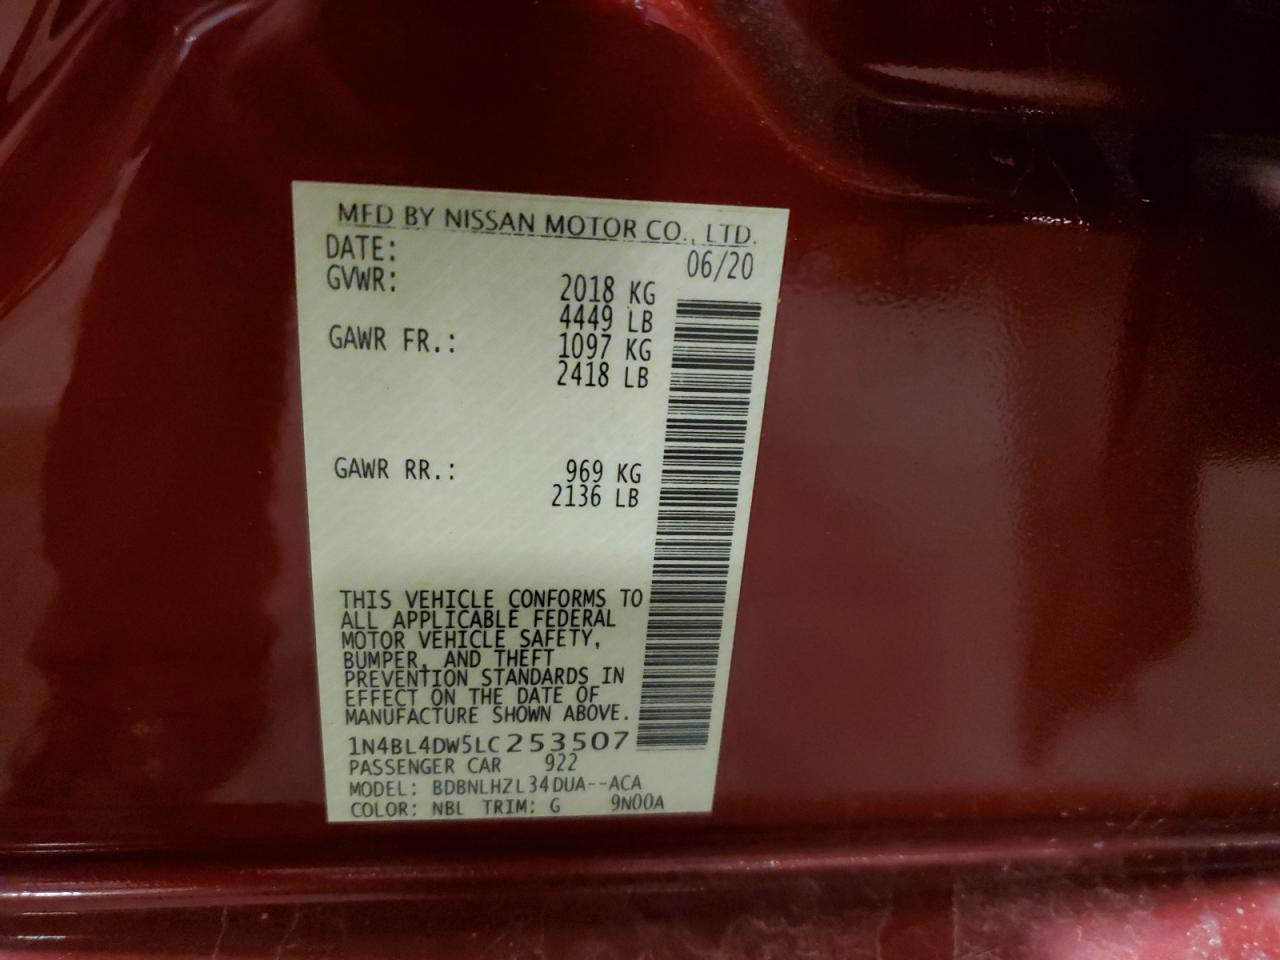 MFD BY NISSAN MOTOR CO., LTD.
DATE: 06/20
GVWR: 2018 KG
4449 LB
GAWR FR.: 1097 KG
2418 LB
GAWR RR.: 969 KG
2136 LB
THIS VEHICLE CONFORMS TO
ALL APPLICABLE FEDERAL
MOTOR VEHICLE SAFETY,
BUMPER, AND THEFT
PREVENTION STANDARDS IN
EFFECT ON THE DATE OF
MANUFACTURE SHOWN ABOVE.
1N4BL4DW5LC253507
PASSENGER CAR 922
MODEL: BDBNLHZL34DUA--ACA
COLOR: NBL TRIM: G 9N00A